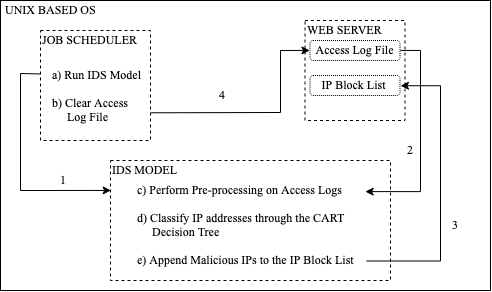 UNIX BASED OS
JOB SCHEDULER
a) Run IDS Model
b) Clear Access
Log File
WEB SERVER
Access Log File
IP Block List
4
2
1
3
IDS MODEL
c) Perform Pre-processing on Access Logs
d) Classify IP addresses through the CART
Decision Tree
e) Append Malicious IPs to the IP Block List